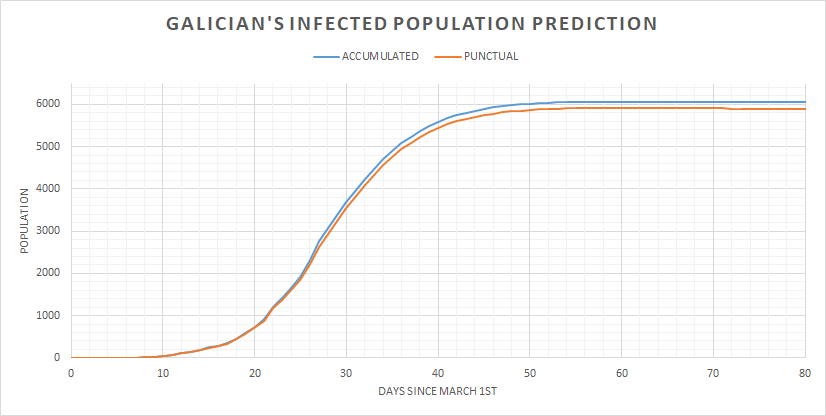 GALICIAN'S INFECTED POPULATION PREDICTION
ACCUMULATED PUNCTUAL
6000
5000
4000
3000
2000
1000
0
POPULATION
0 10 20 30 40 50 60 70 80
DAYS SINCE MARCH 1ST